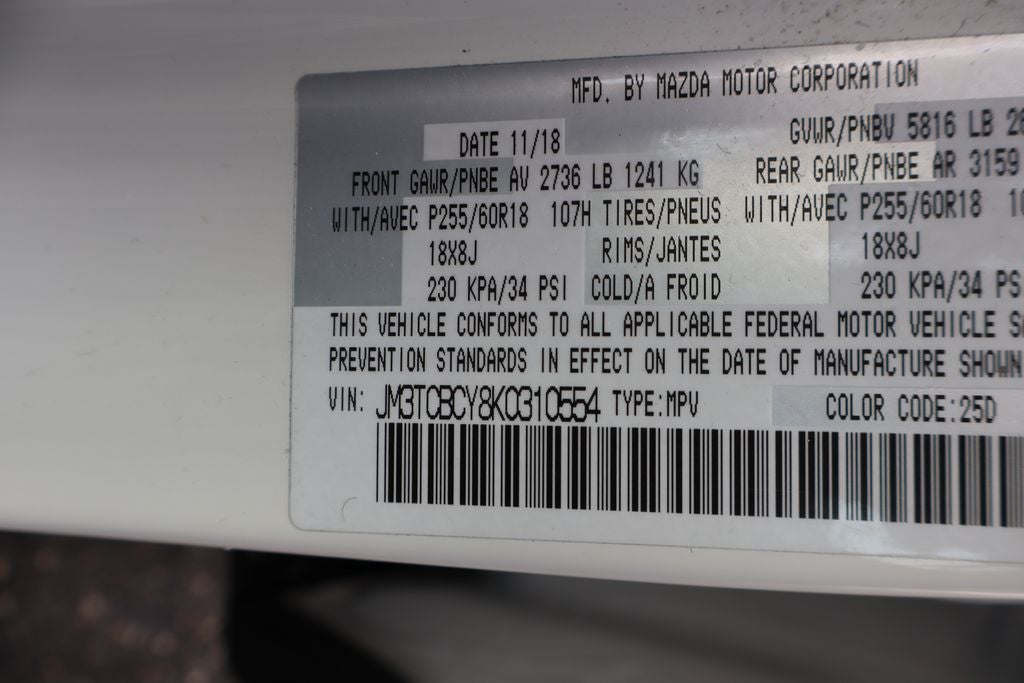 MFD. BY MAZDA MOTOR CORPORATION
DATE 11/18 GVWR/PNBV 5816 LB
FRONT GAWR/PNBE AV 2736 LB 1241 KG REAR GAWR/PNBE AR 3159
WITH/AVEC P255/60R18 107H TIRES/PNEUS WITH/AVEC P255/60R18
18X8J RIMS/JANTES 18X8J
230 KPA/34 PSI COLD/A FROID 230 KPA/34 PS
THIS VEHICLE CONFORMS TO ALL APPLICABLE FEDERAL MOTOR VEHICLE
PREVENTION STANDARDS IN EFFECT ON THE DATE OF MANUFACTURE SHOWN
VIN: JM3TCBCY8K0310554 TYPE:MPV COLOR CODE:25D